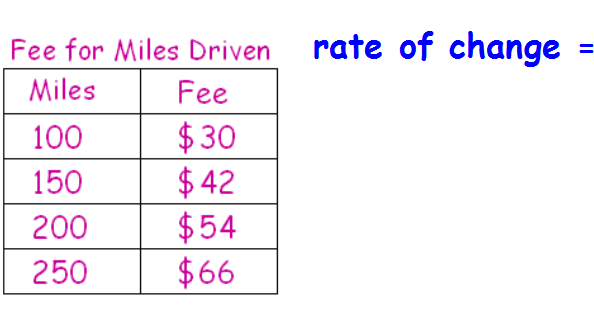 Fee for Miles Driven
rate of change =
Miles Fee
100 $30
150 $42
200 $54
250 $66